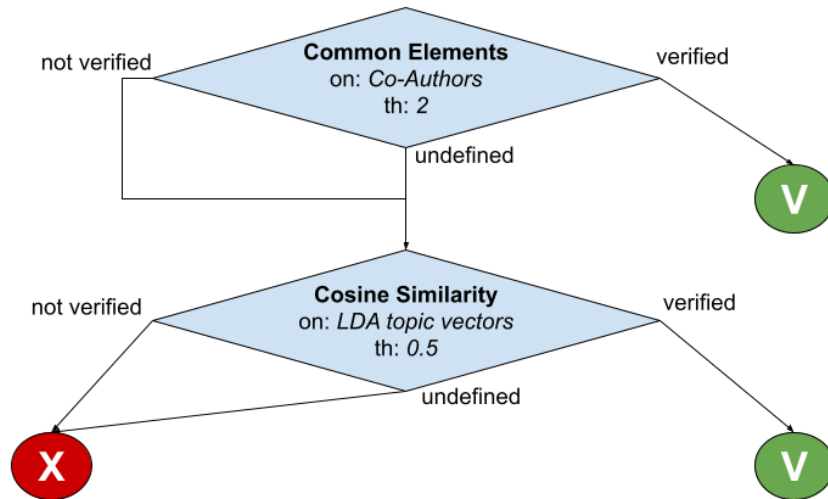 Common Elements
on: Co-Authors
th: 2
not verified
verified
undefined
V
Cosine Similarity
on: LDA topic vectors
th: 0.5
not verified
verified
undefined
X
V